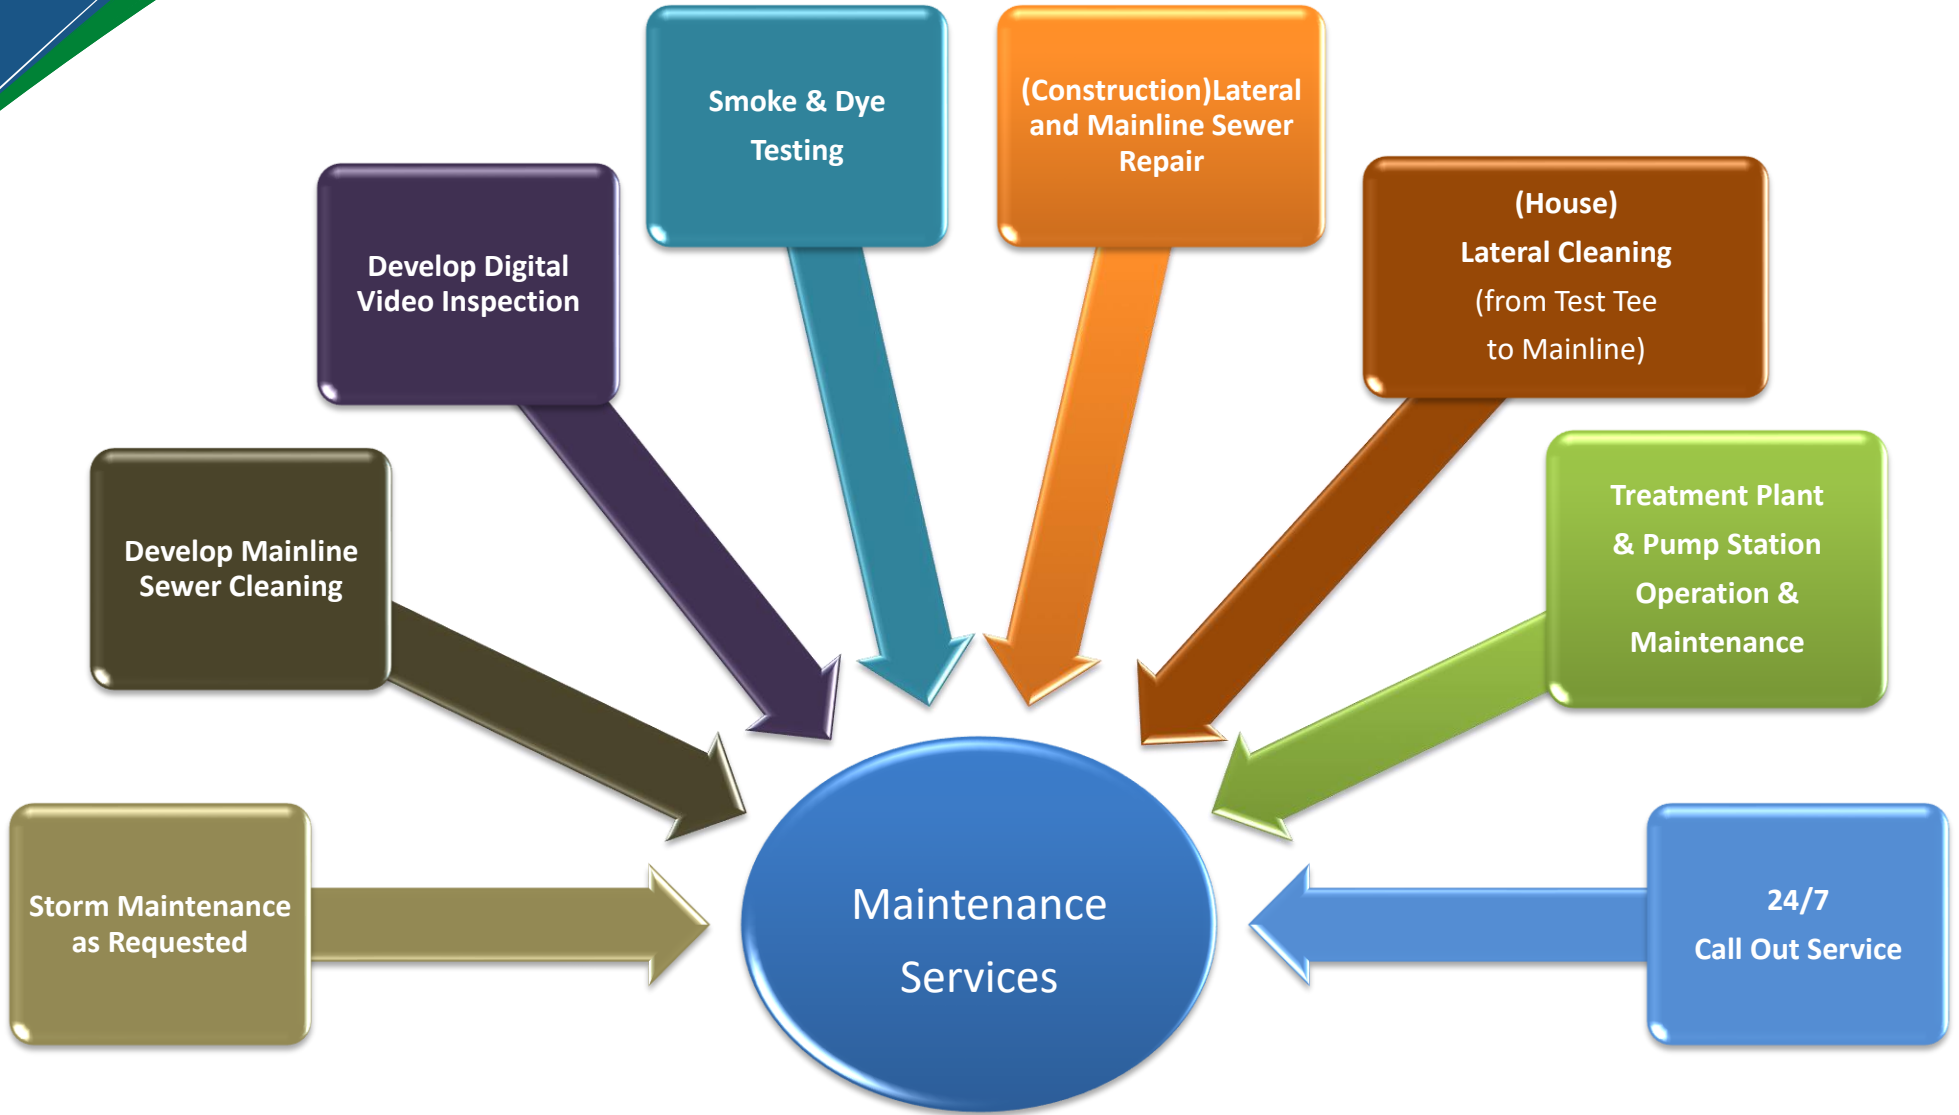 Smoke & Dye
Testing
(Construction)Lateral
and Mainline Sewer
Repair
(House)
Lateral Cleaning
(from Test Tee
to Mainline)
Develop Digital
Video Inspection
Treatment Plant
& Pump Station
Operation &
Maintenance
Develop Mainline
Sewer Cleaning
Storm Maintenance
as Requested
Maintenance
Services
24/7
Call Out Service